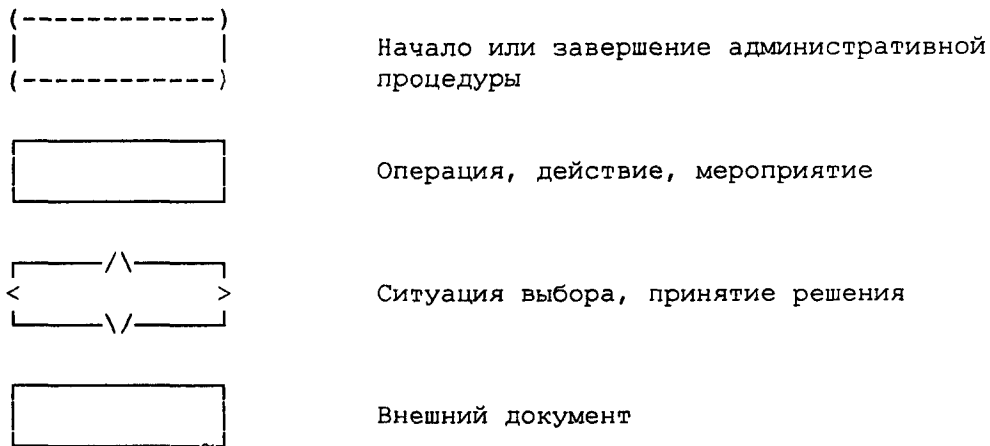 Начало или завершение административной
процедуры
Операция, действие, мероприятие
Ситуация выбора, принятие решения
Внешний документ